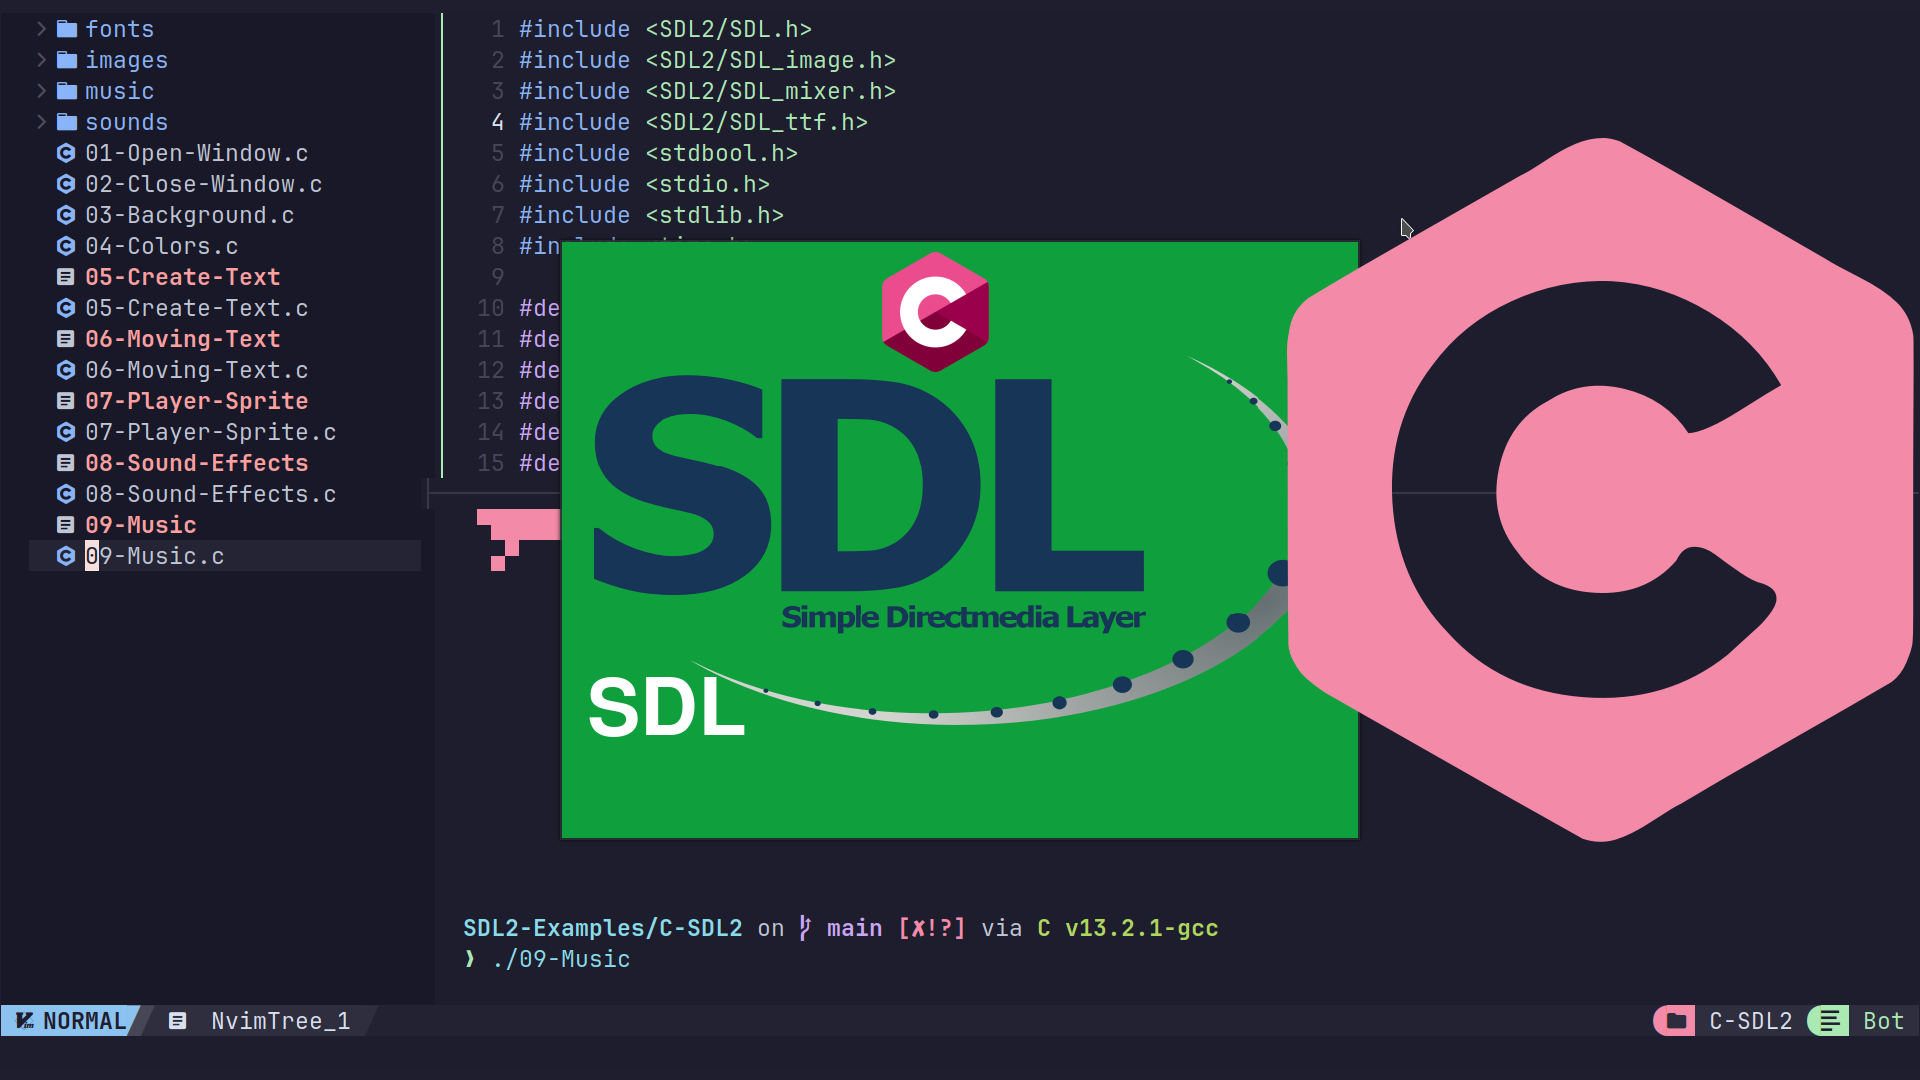 fonts
images
music
sounds
01-Open-Window.c
02-Close-Window.c
03-Background.c
04-Colors.c
05-Create-Text
05-Create-Text.c
06-Moving-Text
06-Moving-Text.c
07-Player-Sprite
07-Player-Sprite.c
08-Sound-Effects
08-Sound-Effects.c
09-Music
09-Music.c
1 #include <SDL2/SDL.h>
2 #include <SDL2/SDL_image.h>
3 #include <SDL2/SDL_mixer.h>
4 #include <SDL2/SDL_ttf.h>
5 #include <stdbool.h>
6 #include <stdio.h>
7 #include <stdlib.h>
8 #in
9
10 #de
11 #de
12 #de
13 #de
14 #de
15 #de
C
SDL
Simple Directmedia Layer
SDL
C
SDL2-Examples/C-SDL2 on main [✘!?] via C v13.2.1-gcc
❯ ./09-Music
NORMAL NvimTree_1 C-SDL2 Bot